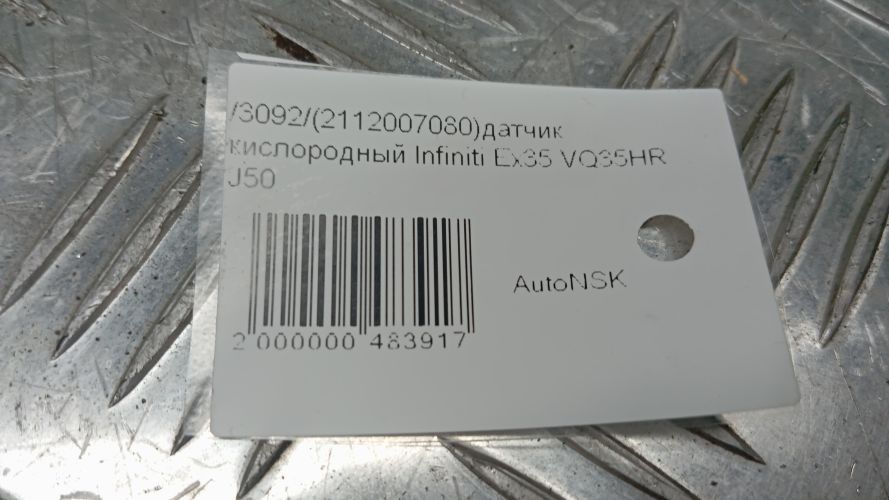 /3092/(2112007080)датчик
кислородный Infiniti Ex35 VQ35HR
J50
AutoNSK
2 000000 483917